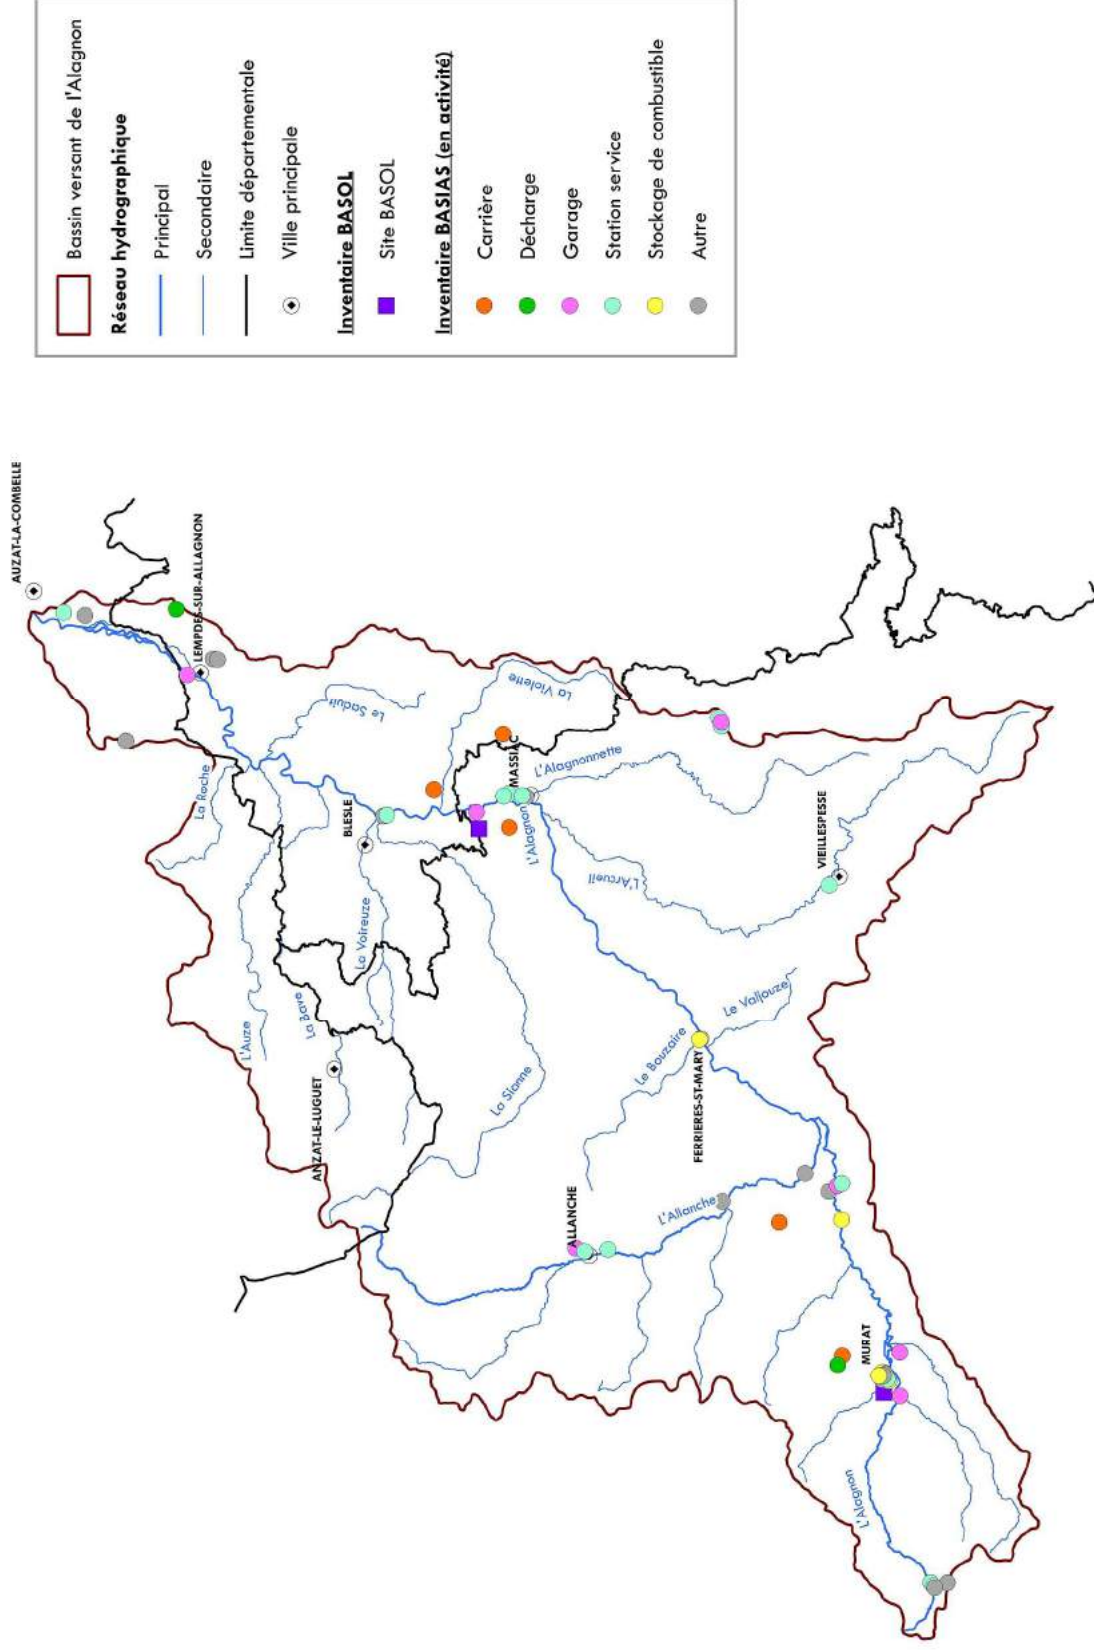 Bassin versant de l'Alagnon
Réseau hydrographique
Principal
Secondaire
Limite départementale
Ville principale
Inventaire BASOL
Site BASOL
Inventaire BASIAS (en activité)
Carrière
Décharge
Garage
Station service
Stockage de combustible
Autre
AUZAT-LA-COMBELLE
LEMPDES-SUR-ALLAGNON
La Roche
Le Saduit
La Violette
L'Auze
BLESLE
MASSIAC
L'Alagnonnette
L'Alagnon
La Voireuze
La Bave
L'Arcueil
VIEILLESPESSE
ANZAT-LE-LUGUET
La Sianne
Le Bouzaire
Le Valjouze
FERRIERES-ST-MARY
ALLANCHE
L'Allanche
MURAT
L'Alagnon